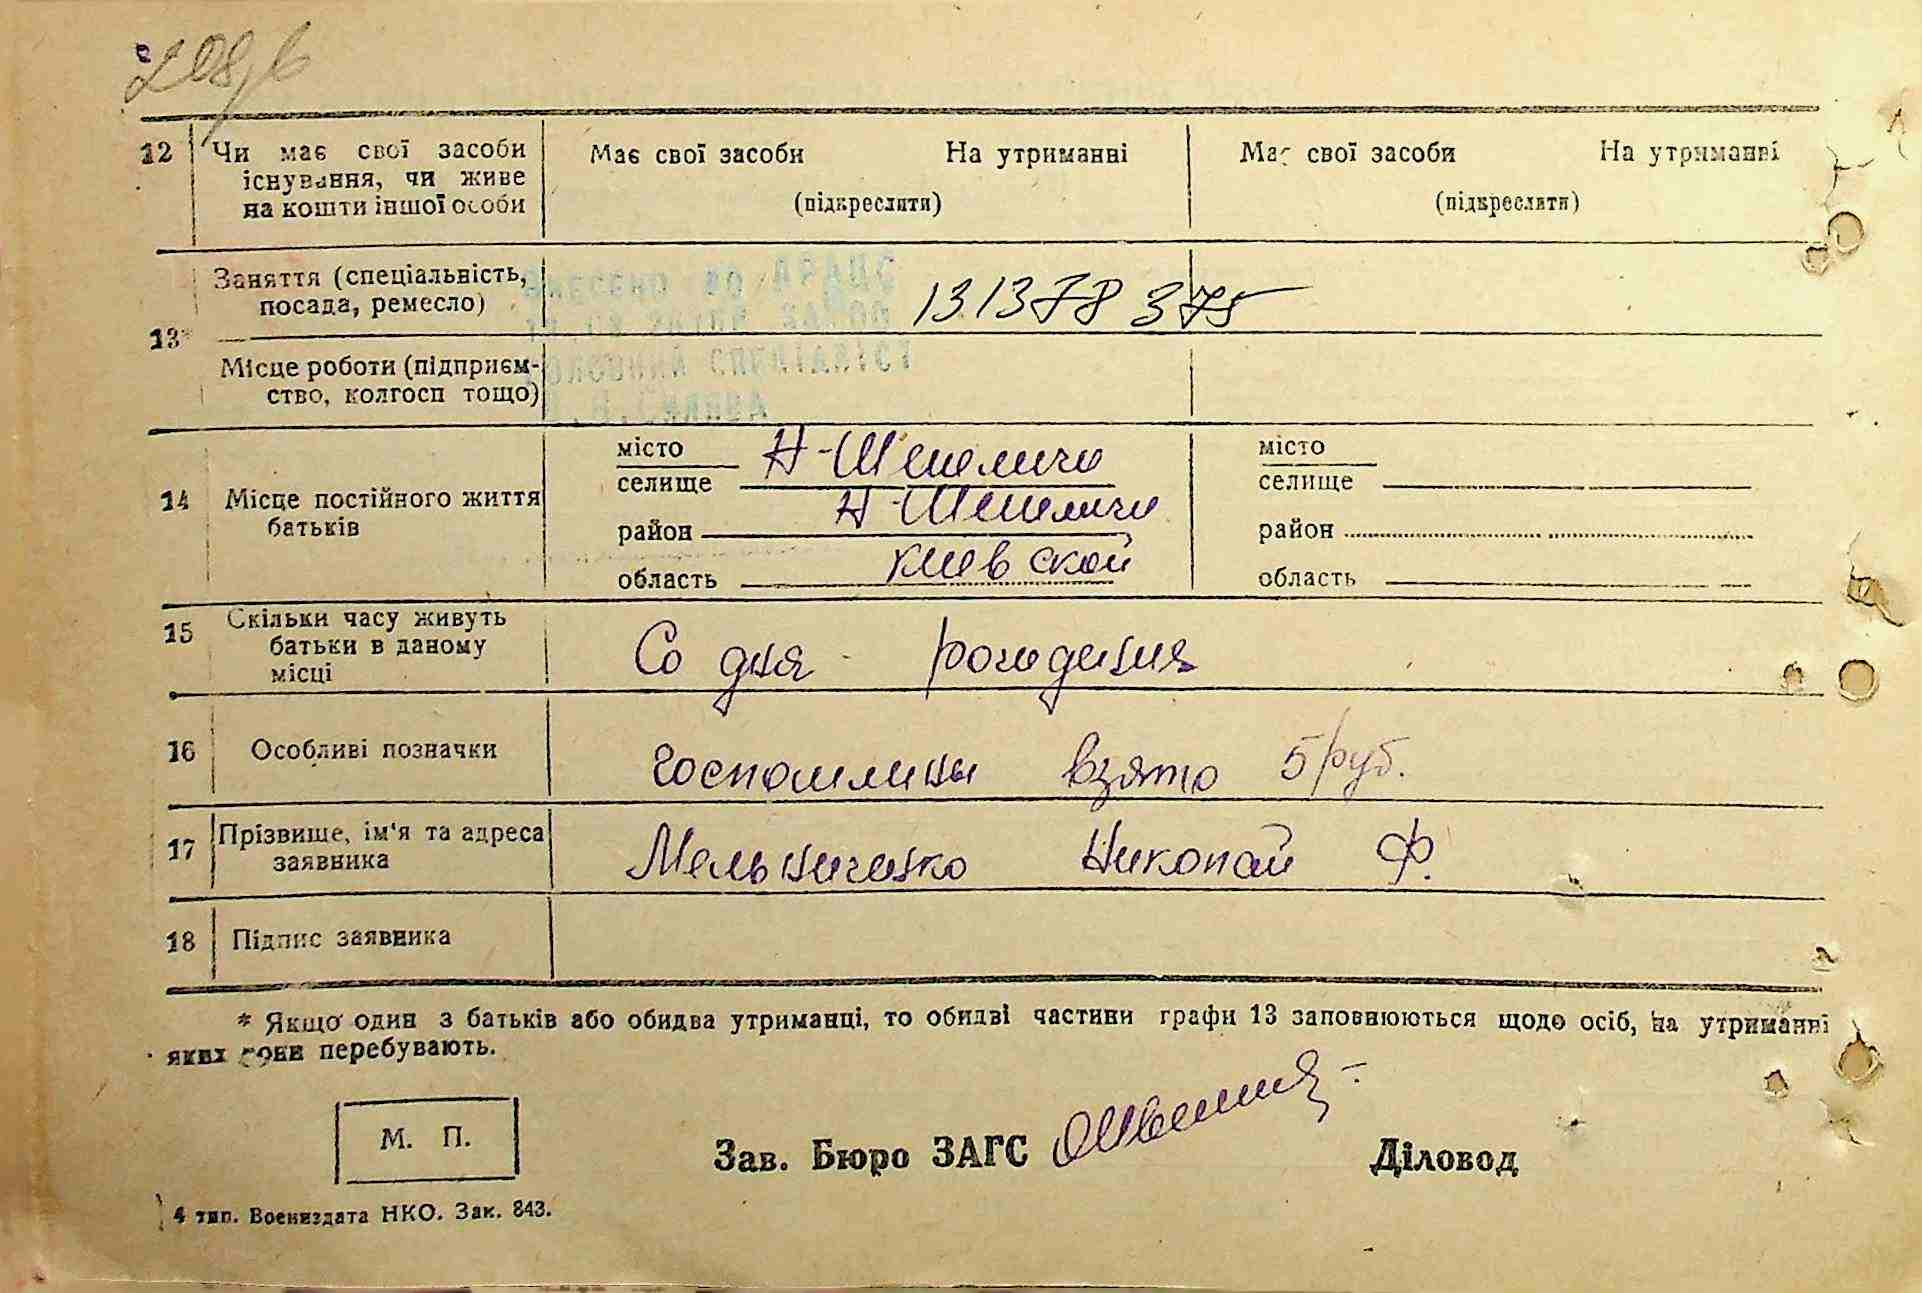 208/в
12 Чи має свої засоби існування, чи живе на кошти іншої особи
Має свої засоби На утриманні
(підкреслити)
Має свої засоби На утриманні
(підкреслити)
13* Заняття (спеціальність, посада, ремесло)
131378 375
Місце роботи (підприємство, колгосп тощо)
14 Місце постійного життя батьків
місто
селище Н-Шепеличи
район Н-Шепеличи
область киевской
місто
селище
район
область
15 Скільки часу живуть батьки в даному місці
Со дня рождения
16 Особливі позначки
госпошлины взято 5 руб.
17 Прізвише, ім'я та адреса заявника
Мельниченко Николай Ф.
18 Підпис заявника
* Якщо один з батьків або обидва утриманці, то обидві частини графи 13 заповнюються щодо осіб, на утриманні
яких вони перебувають.
М. П.
Зав. Бюро ЗАГС
Діловод
4 тип. Воениздата НКО. Зак. 843.